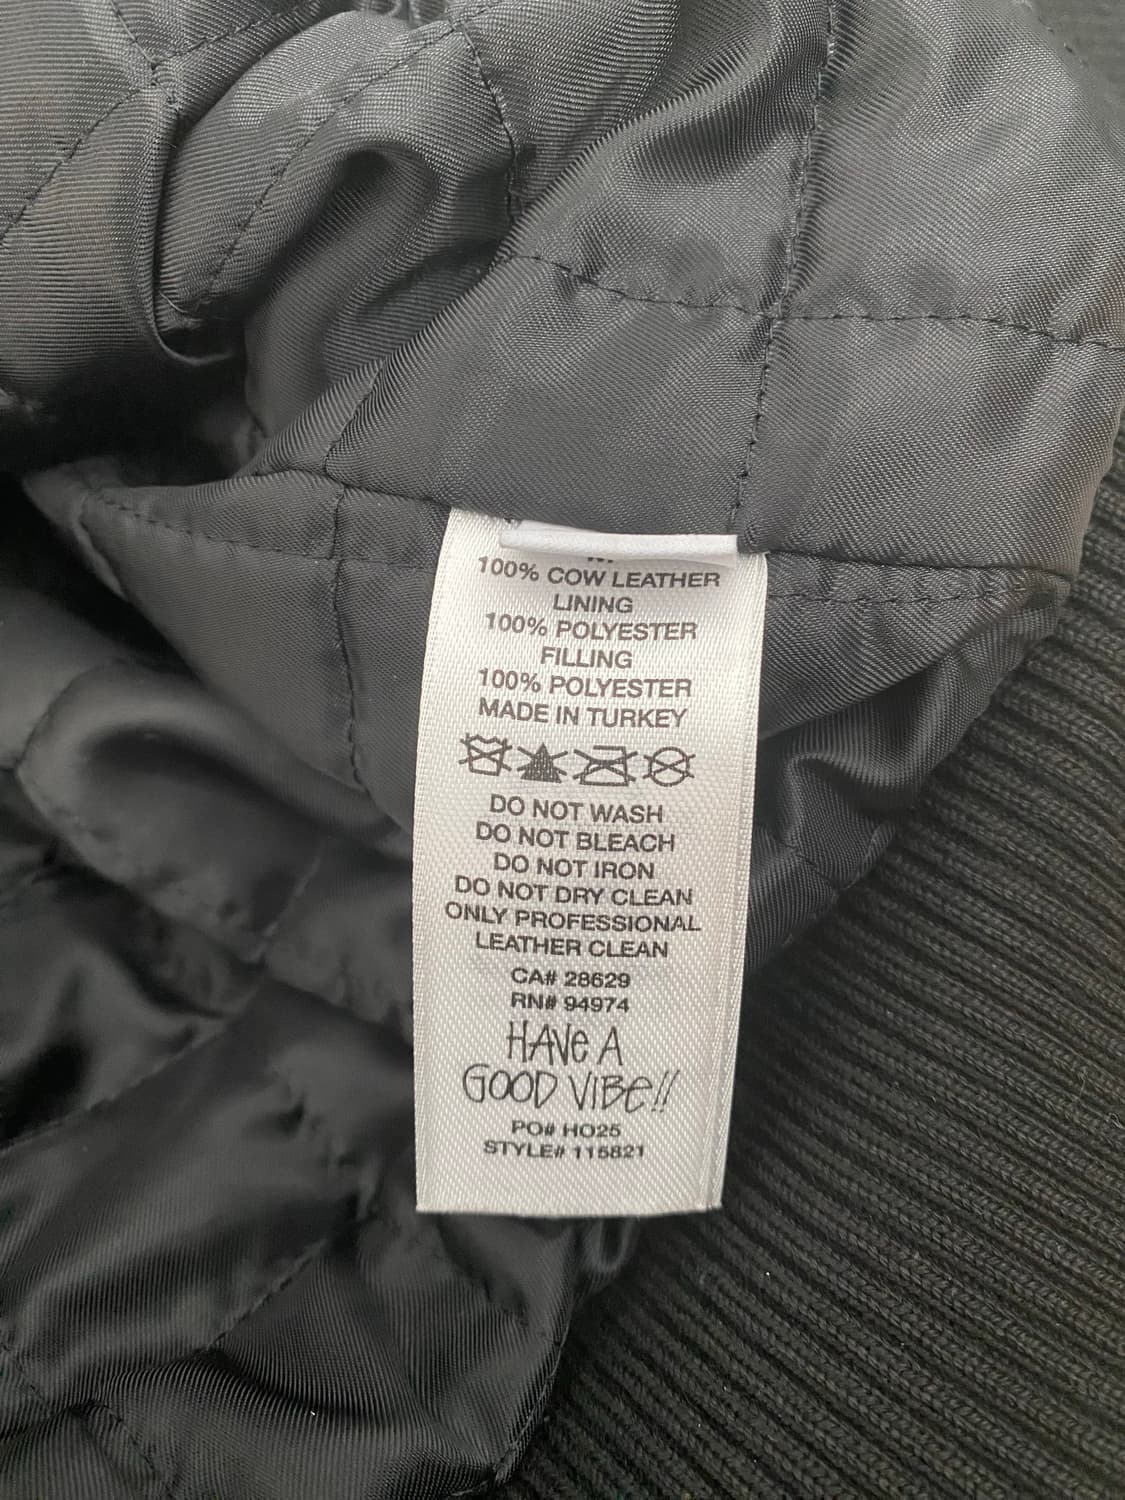 100% COW LEATHER
LINING
100% POLYESTER
FILLING
100% POLYESTER
MADE IN TURKEY
DO NOT WASH
DO NOT BLEACH
DO NOT IRON
DO NOT DRY CLEAN
ONLY PROFESSIONAL
LEATHER CLEAN
CA# 28629
RN# 94974
HAVE A
GOOD VIBE!!
PO# HO25
STYLE# 115821